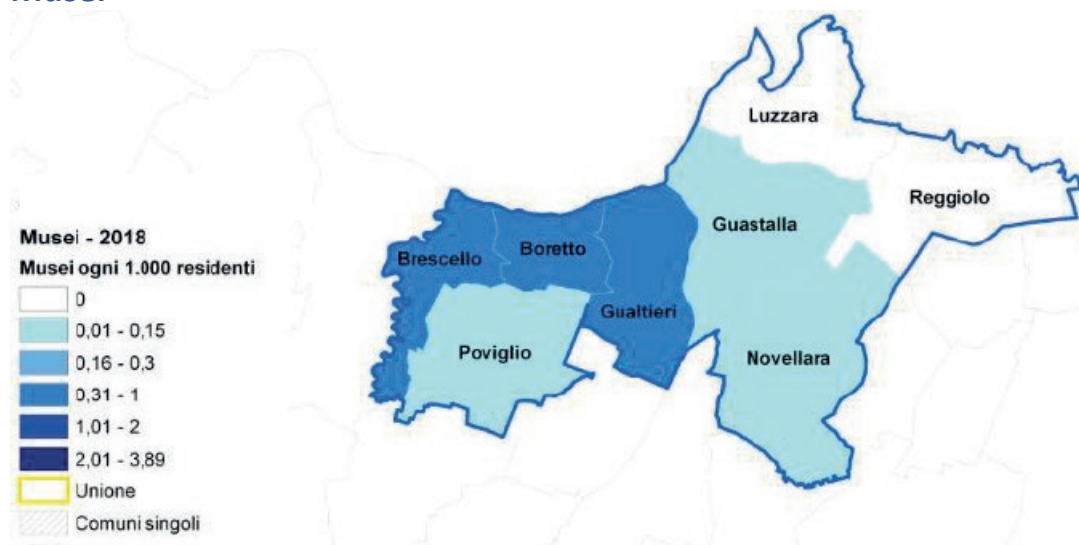 Musei
Luzzara
Reggiolo
Guastalla
Brescello
Boretto
Gualtieri
Poviglio
Novellara
Musei - 2018
Musei ogni 1.000 residenti
0
0,01 - 0,15
0,16 - 0,3
0,31 - 1
1,01 - 2
2,01 - 3,89
Unione
Comuni singoli